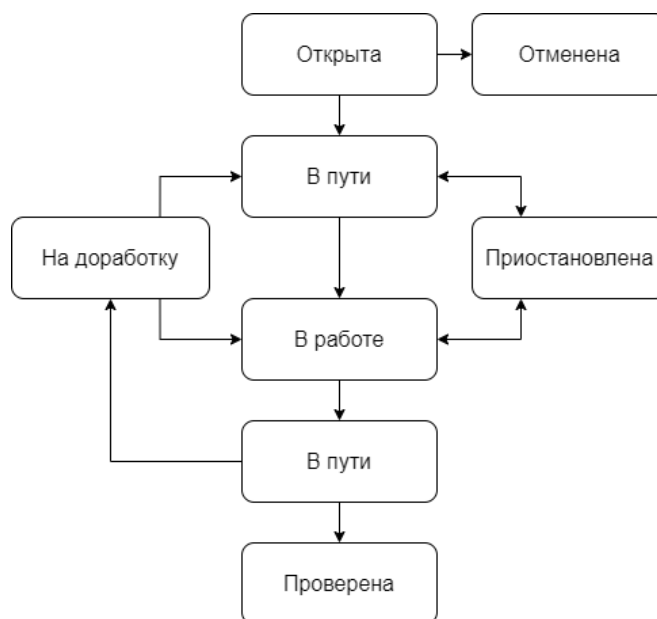 Открыта
Отменена
В пути
На доработку
Приостановлена
В работе
В пути
Проверена